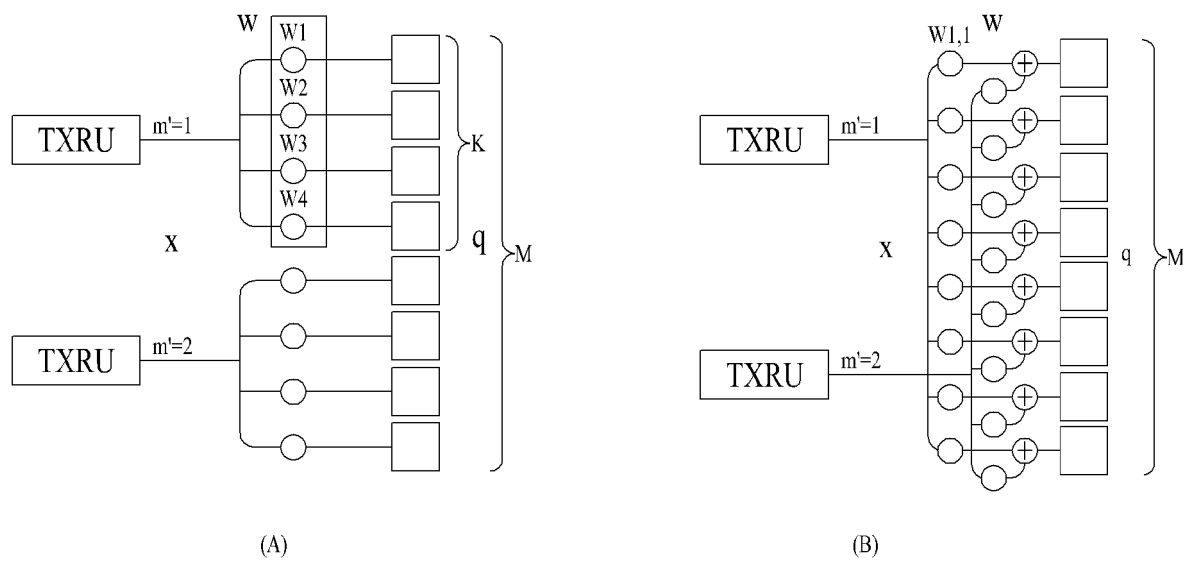 W
W1
W2
TXRU
m'=1
K
W3
W4
X
q
M
TXRU
m'=2
(A)
W
W1,1
+
+
TXRU
m'=1
+
+
X
q
M
+
+
TXRU
m'=2
+
+
(B)